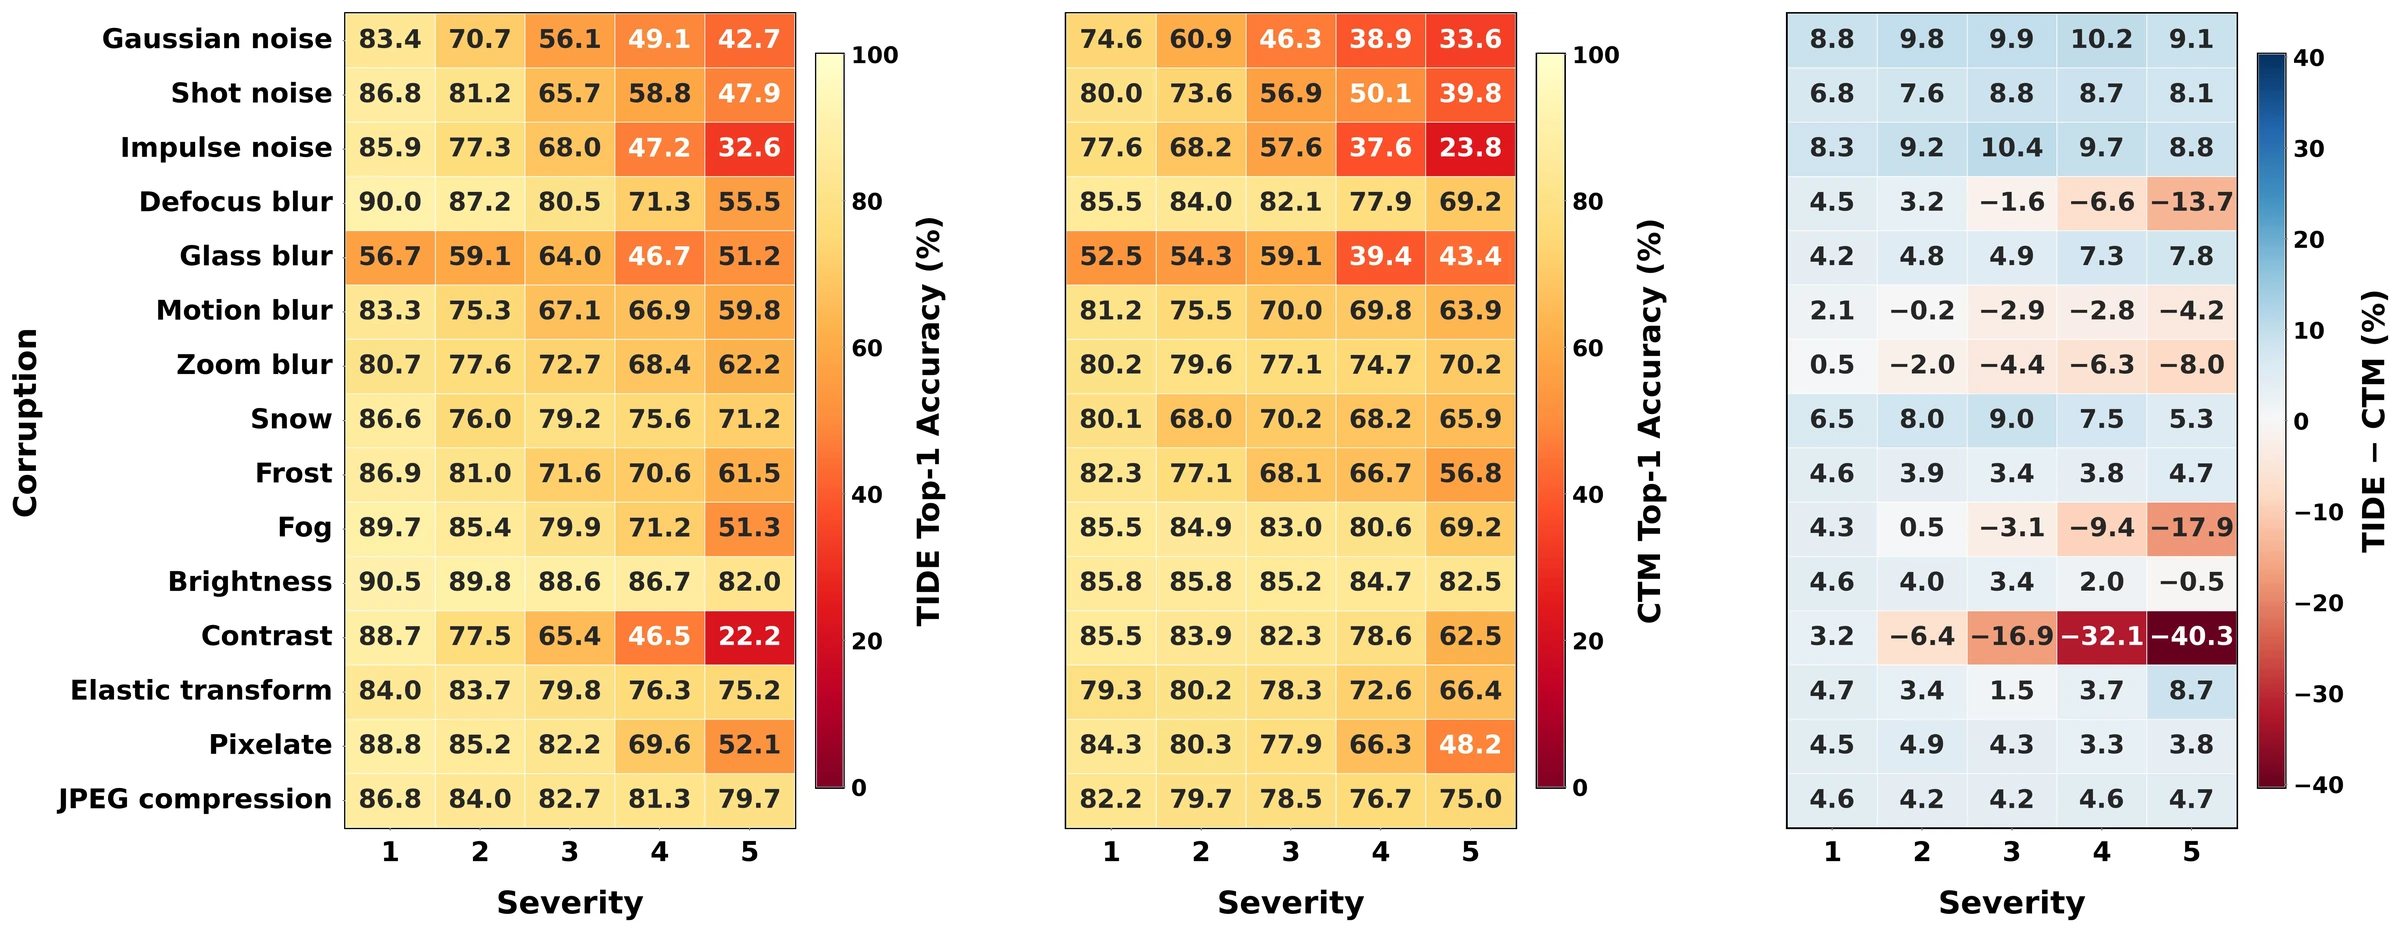 Gaussian noise 83.4 70.7 56.1 49.1 42.7 74.6 60.9 46.3 38.9 33.6 8.8 9.8 9.9 10.2 9.1
Shot noise 86.8 81.2 65.7 58.8 47.9 80.0 73.6 56.9 50.1 39.8 6.8 7.6 8.8 8.7 8.1
Impulse noise 85.9 77.3 68.0 47.2 32.6 77.6 68.2 57.6 37.6 23.8 8.3 9.2 10.4 9.7 8.8
Defocus blur 90.0 87.2 80.5 71.3 55.5 85.5 84.0 82.1 77.9 69.2 4.5 3.2 −1.6 −6.6 −13.7
Glass blur 56.7 59.1 64.0 46.7 51.2 52.5 54.3 59.1 39.4 43.4 4.2 4.8 4.9 7.3 7.8
Motion blur 83.3 75.3 67.1 66.9 59.8 81.2 75.5 70.0 69.8 63.9 2.1 −0.2 −2.9 −2.8 −4.2
Zoom blur 80.7 77.6 72.7 68.4 62.2 80.2 79.6 77.1 74.7 70.2 0.5 −2.0 −4.4 −6.3 −8.0
Snow 86.6 76.0 79.2 75.6 71.2 80.1 68.0 70.2 68.2 65.9 6.5 8.0 9.0 7.5 5.3
Frost 86.9 81.0 71.6 70.6 61.5 82.3 77.1 68.1 66.7 56.8 4.6 3.9 3.4 3.8 4.7
Fog 89.7 85.4 79.9 71.2 51.3 85.5 84.9 83.0 80.6 69.2 4.3 0.5 −3.1 −9.4 −17.9
Brightness 90.5 89.8 88.6 86.7 82.0 85.8 85.8 85.2 84.7 82.5 4.6 4.0 3.4 2.0 −0.5
Contrast 88.7 77.5 65.4 46.5 22.2 85.5 83.9 82.3 78.6 62.5 3.2 −6.4 −16.9 −32.1 −40.3
Elastic transform 84.0 83.7 79.8 76.3 75.2 79.3 80.2 78.3 72.6 66.4 4.7 3.4 1.5 3.7 8.7
Pixelate 88.8 85.2 82.2 69.6 52.1 84.3 80.3 77.9 66.3 48.2 4.5 4.9 4.3 3.3 3.8
JPEG compression 86.8 84.0 82.7 81.3 79.7 82.2 79.7 78.5 76.7 75.0 4.6 4.2 4.2 4.6 4.7
1 2 3 4 5 1 2 3 4 5 1 2 3 4 5
Severity Severity Severity
Corruption
100
80
60
40
20
0
TIDE Top-1 Accuracy (%)
100
80
60
40
20
0
CTM Top-1 Accuracy (%)
40
30
20
10
0
−10
−20
−30
−40
TIDE − CTM (%)